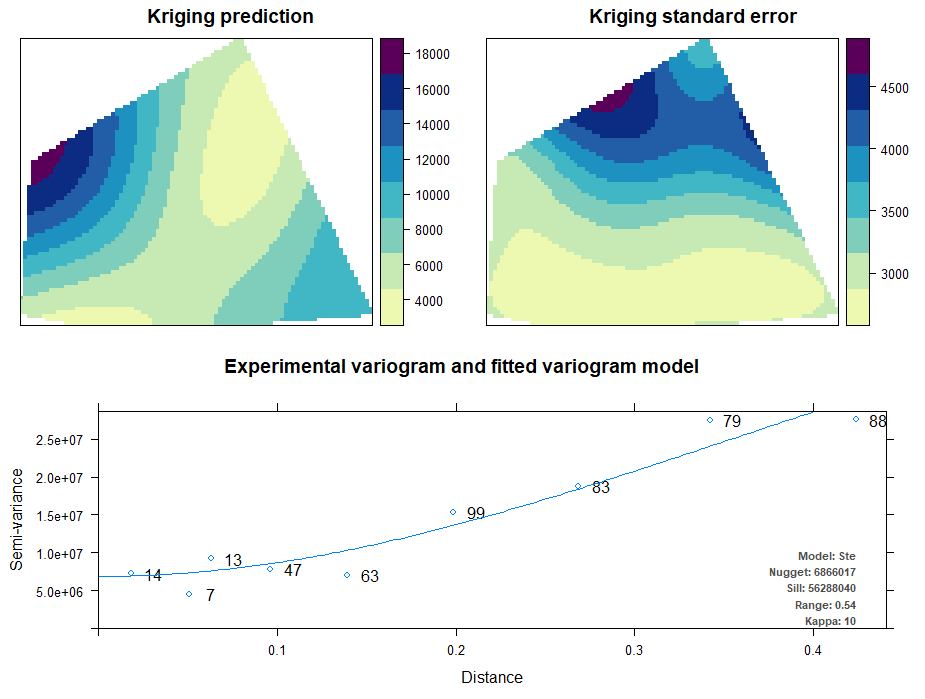 Kriging prediction
Kriging standard error
18000
16000
14000
12000
10000
8000
6000
4000
4500
4000
3500
3000
Experimental variogram and fitted variogram model
Semi-variance
2.5e+07
2.0e+07
1.5e+07
1.0e+07
5.0e+06
14
7
13
47
63
99
83
79
88
Model: Ste
Nugget: 6866017
Sill: 56288040
Range: 0.54
Kappa: 10
0.1 0.2 0.3 0.4
Distance